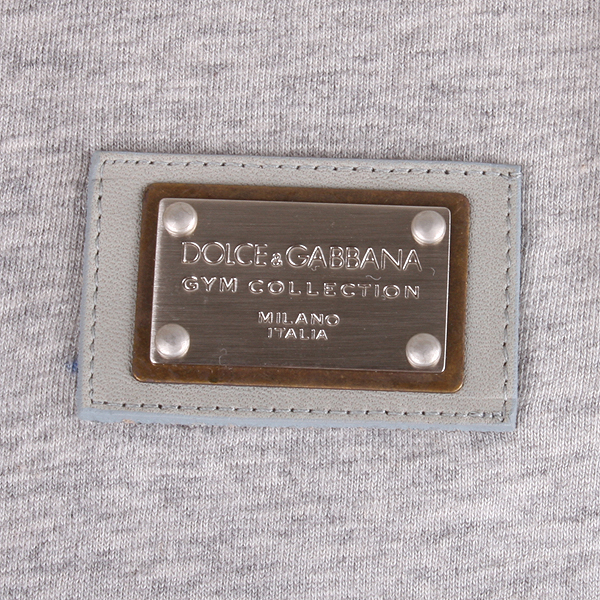 DOLCE & GABBANA
GYM COLLECTION
MILANO
ITALIA